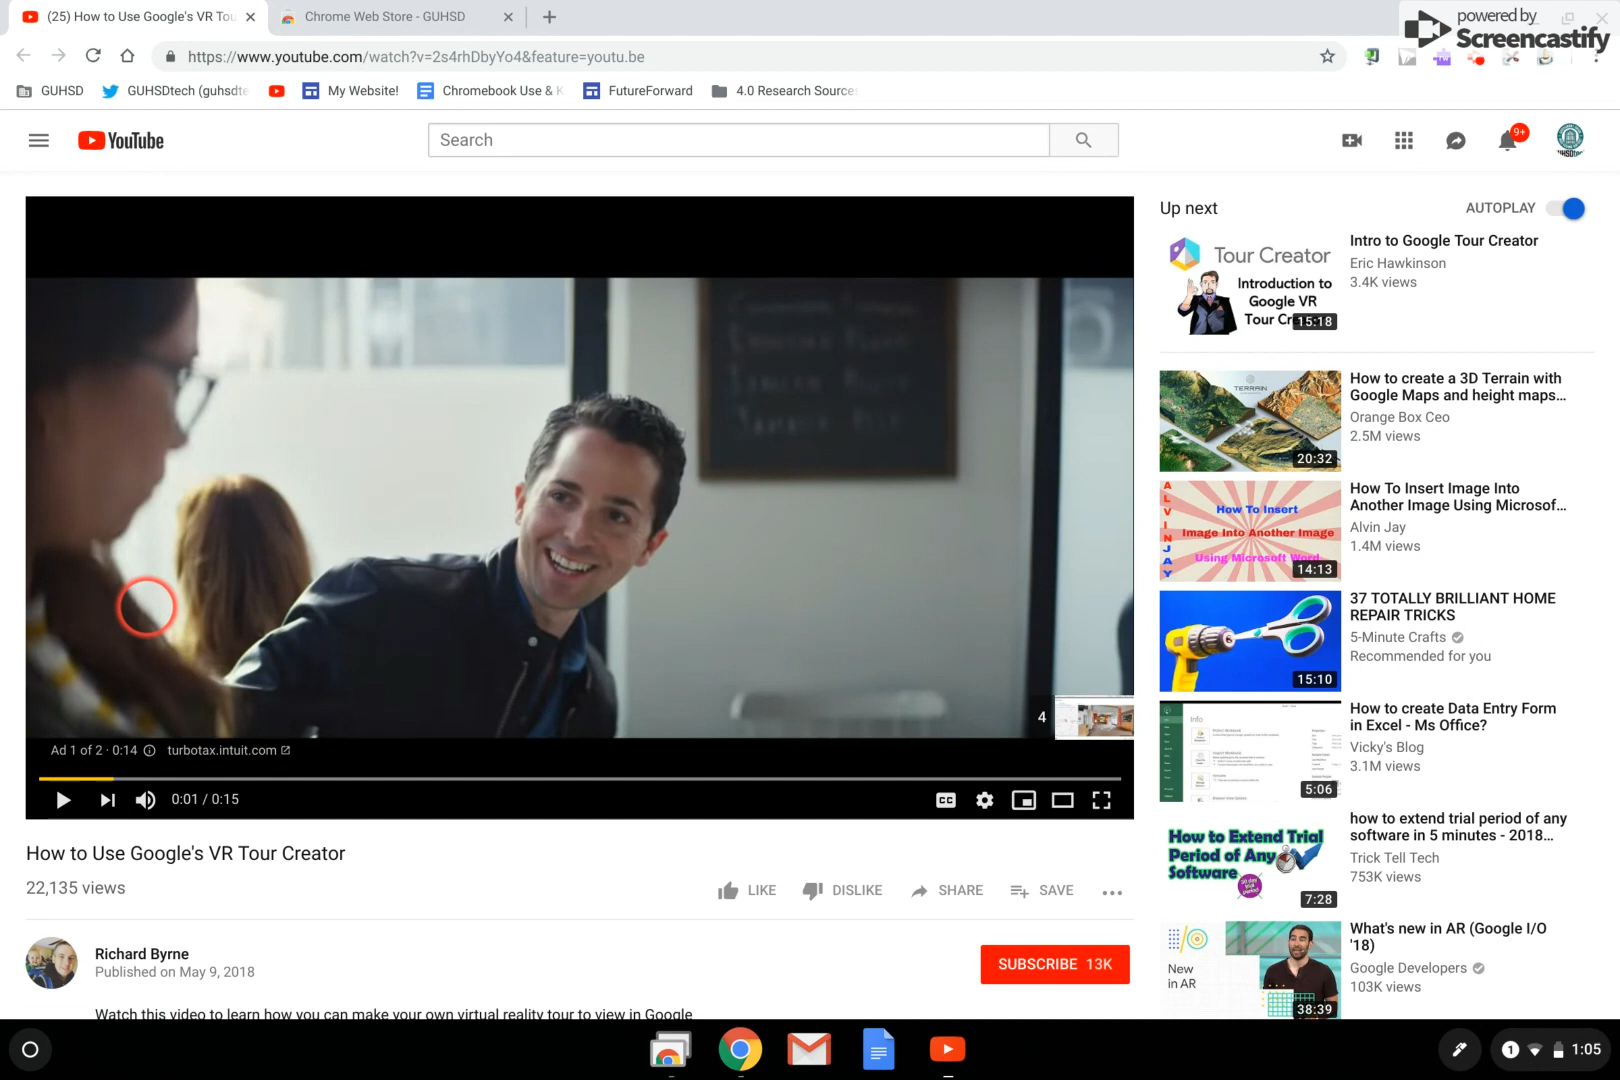 (25) How to Use Google's VR Tou
Chrome Web Store - GUHSD
powered by
Screencastify
https://www.youtube.com/watch?v=2s4rhDbyYo4&feature=youtu.be
GUHSD
GUHSDtech (guhsdte
My Website!
Chromebook Use & K
FutureForward
4.0 Research Sources
YouTube
Search
9+
Up next
AUTOPLAY
Tour Creator
Introduction to
Google VR
15:18
Intro to Google Tour Creator
Eric Hawkinson
3.4K views
TERRAIN
20:32
How to create a 3D Terrain with
Google Maps and height maps...
Orange Box Ceo
2.5M views
ALVIN JAY
How To Insert
Image Into Another Image
Using Microsoft Word
14:13
How To Insert Image Into
Another Image Using Microsof...
Alvin Jay
1.4M views
15:10
37 TOTALLY BRILLIANT HOME
REPAIR TRICKS
5-Minute Crafts
Recommended for you
Info
5:06
How to create Data Entry Form
in Excel - Ms Office?
Vicky's Blog
3.1M views
How to Extend Trial
Period of Any
Software
7:28
how to extend trial period of any
software in 5 minutes - 2018...
Trick Tell Tech
753K views
New
in AR
38:39
What's new in AR (Google I/O
'18)
Google Developers
103K views
4
Ad 1 of 2 · 0:14
turbotax.intuit.com
0:01 / 0:15
CC
How to Use Google's VR Tour Creator
22,135 views
LIKE
DISLIKE
SHARE
SAVE
Richard Byrne
Published on May 9, 2018
SUBSCRIBE 13K
Watch this video to learn how you can make your own virtual reality tour to view in Google
1
1:05